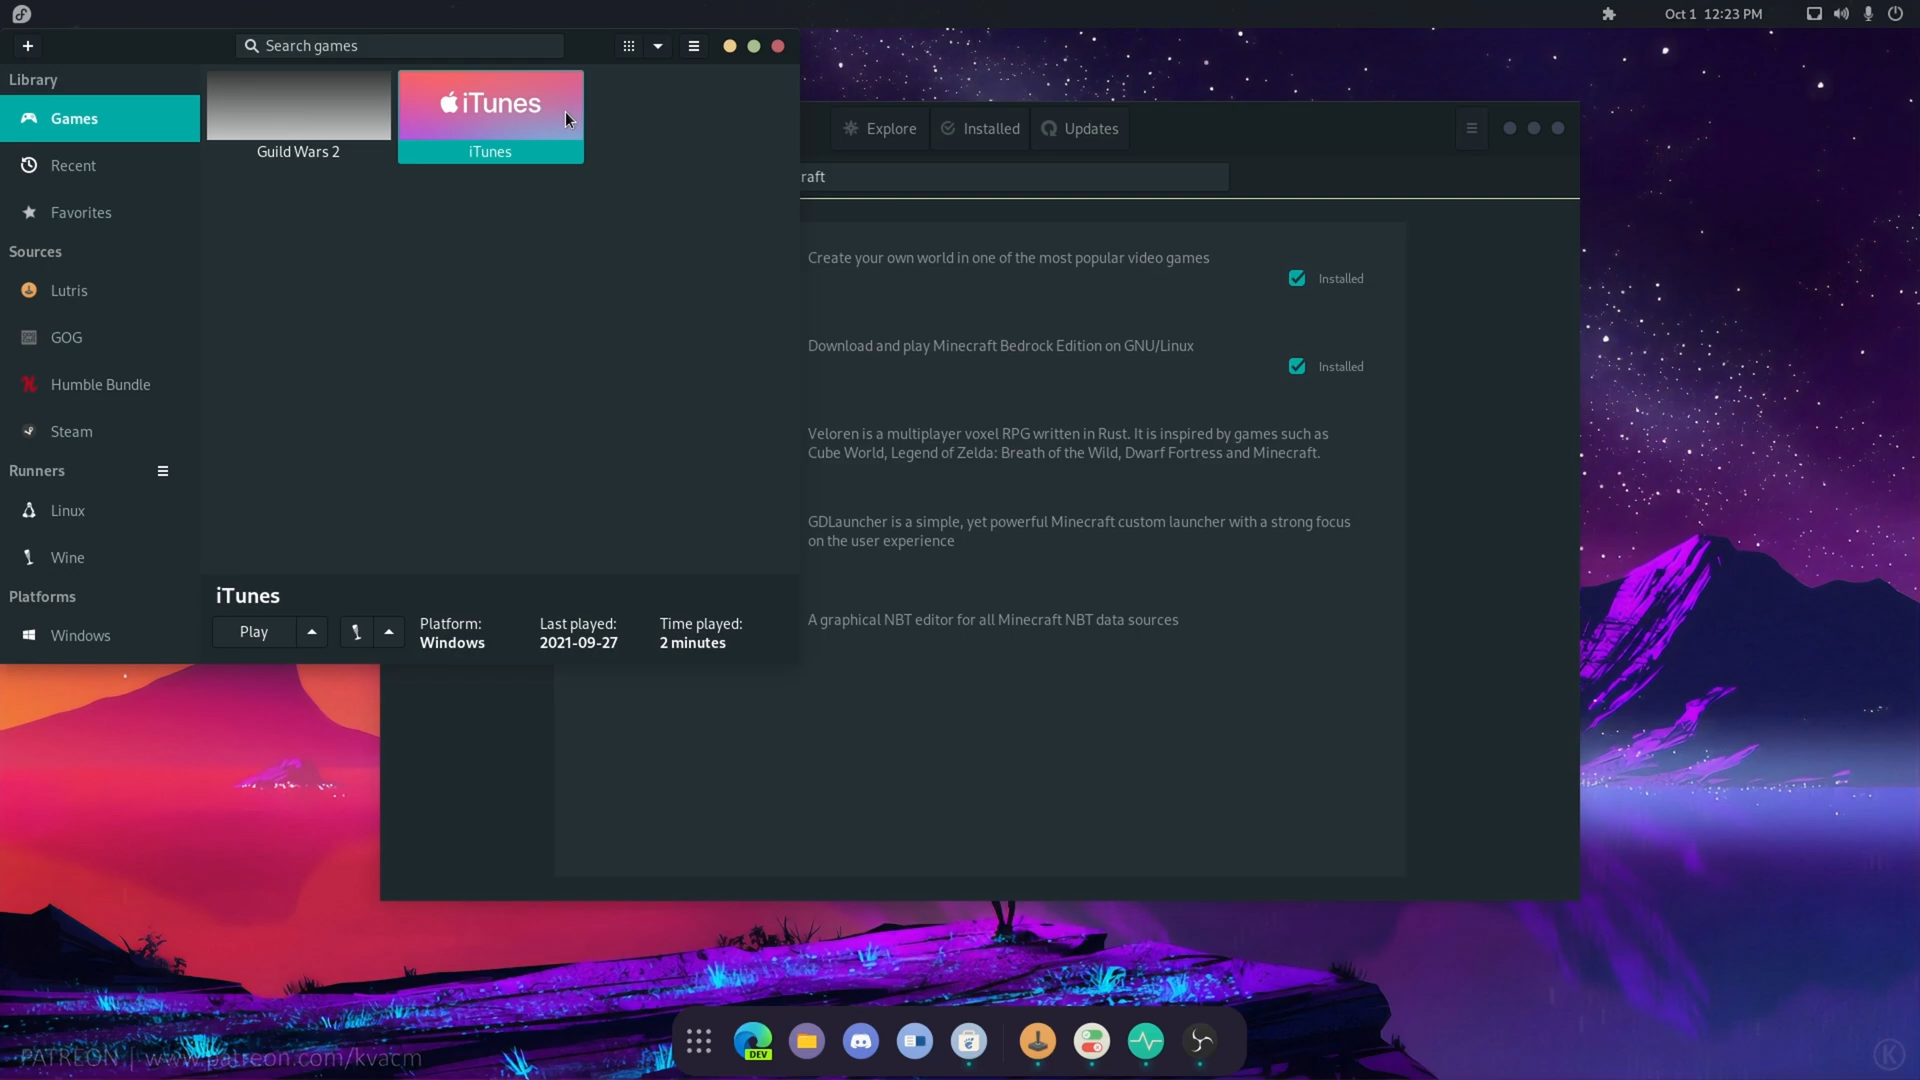 Oct 1 12:23 PM
Search games
Library
Games
Recent
Favorites
Sources
Lutris
GOG
Humble Bundle
Steam
Runners
Linux
Wine
Platforms
Windows
iTunes
Guild Wars 2
iTunes
iTunes
Play
Platform:
Windows
Last played:
2021-09-27
Time played:
2 minutes
Explore
Installed
Updates
raft
Create your own world in one of the most popular video games
Installed
Download and play Minecraft Bedrock Edition on GNU/Linux
Installed
Veloren is a multiplayer voxel RPG written in Rust. It is inspired by games such as
Cube World, Legend of Zelda: Breath of the Wild, Dwarf Fortress and Minecraft.
GDLauncher is a simple, yet powerful Minecraft custom launcher with a strong focus
on the user experience
A graphical NBT editor for all Minecraft NBT data sources
DEV
PATREON | www.patreon.com/kvacm
K